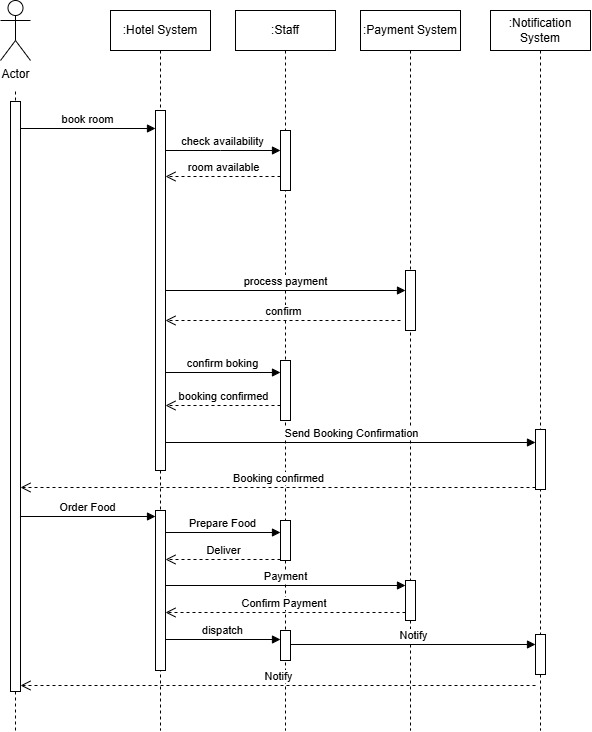 :Hotel System
:Staff
:Payment System
:Notification
System
Actor
book room
check availability
room available
process payment
confirm
confirm boking
booking confirmed
Send Booking Confirmation
Booking confirmed
Order Food
Prepare Food
Deliver
Payment
Confirm Payment
dispatch
Notify
Notify